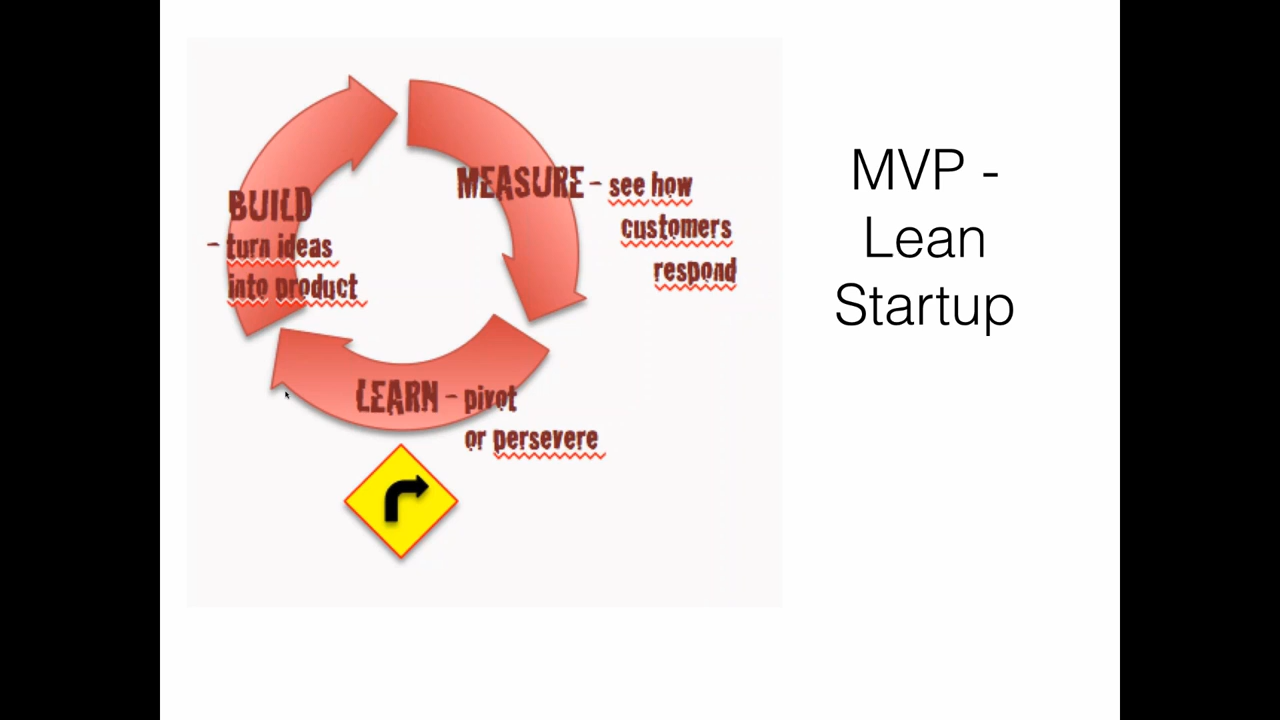 BUILD
– turn ideas
into product
MEASURE – see how
customers
respond
LEARN – pivot
or persevere
MVP -
Lean
Startup